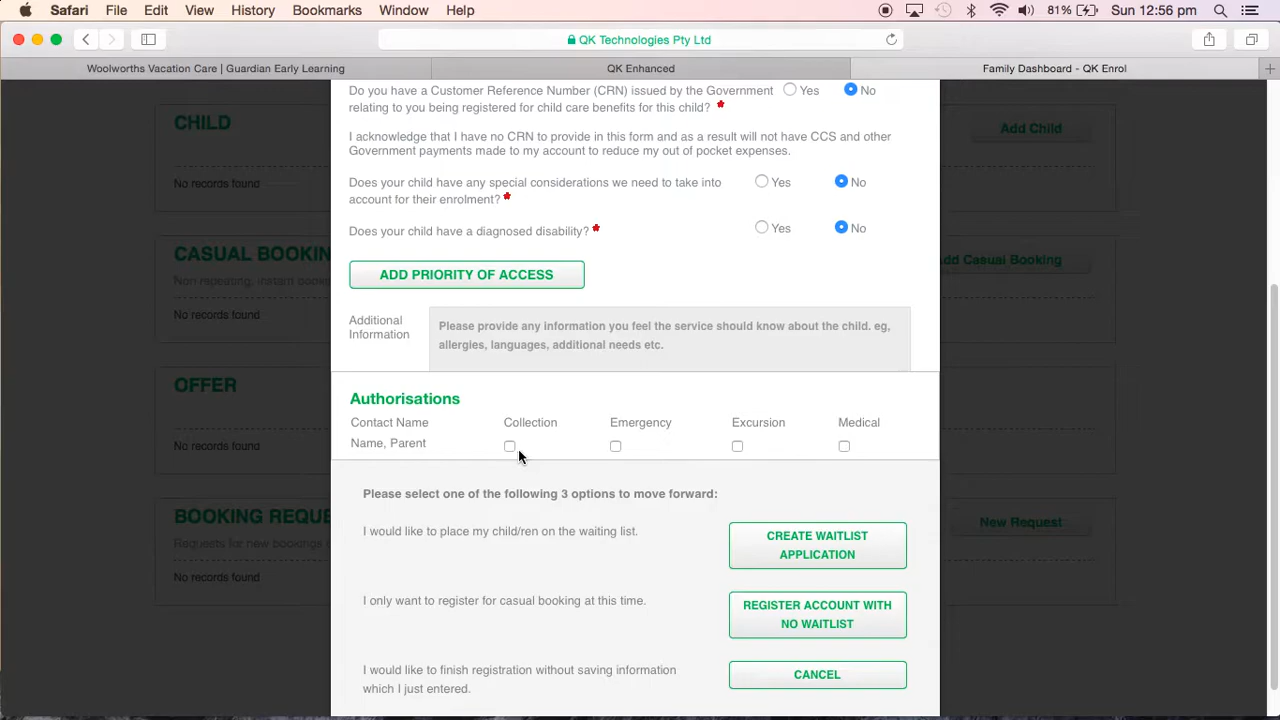 Safari File Edit View History Bookmarks Window Help 81% Sun 12:56 pm
QK Technologies Pty Ltd
Woolworths Vacation Care | Guardian Early Learning QK Enhanced Family Dashboard - QK Enrol
Do you have a Customer Reference Number (CRN) issued by the Government Yes No
relating to you being registered for child care benefits for this child? *
CHILD Add Child
I acknowledge that I have no CRN to provide in this form and as a result will not have CCS and other
Government payments made to my account to reduce my out of pocket expenses.
No records found
Does your child have any special considerations we need to take into Yes No
account for their enrolment? *
Does your child have a diagnosed disability? * Yes No
CASUAL BOOKIN dd Casual Booking
Non repeating, instant book
ADD PRIORITY OF ACCESS
No records found
Additional
Information
Please provide any information you feel the service should know about the child. eg,
allergies, languages, additional needs etc.
OFFER
No records found
Authorisations
Contact Name Collection Emergency Excursion Medical
Name, Parent
Please select one of the following 3 options to move forward:
BOOKING REQUE New Request
Requests for new bookings
No records found
I would like to place my child/ren on the waiting list.
CREATE WAITLIST
APPLICATION
I only want to register for casual booking at this time.
REGISTER ACCOUNT WITH
NO WAITLIST
I would like to finish registration without saving information
which I just entered.
CANCEL